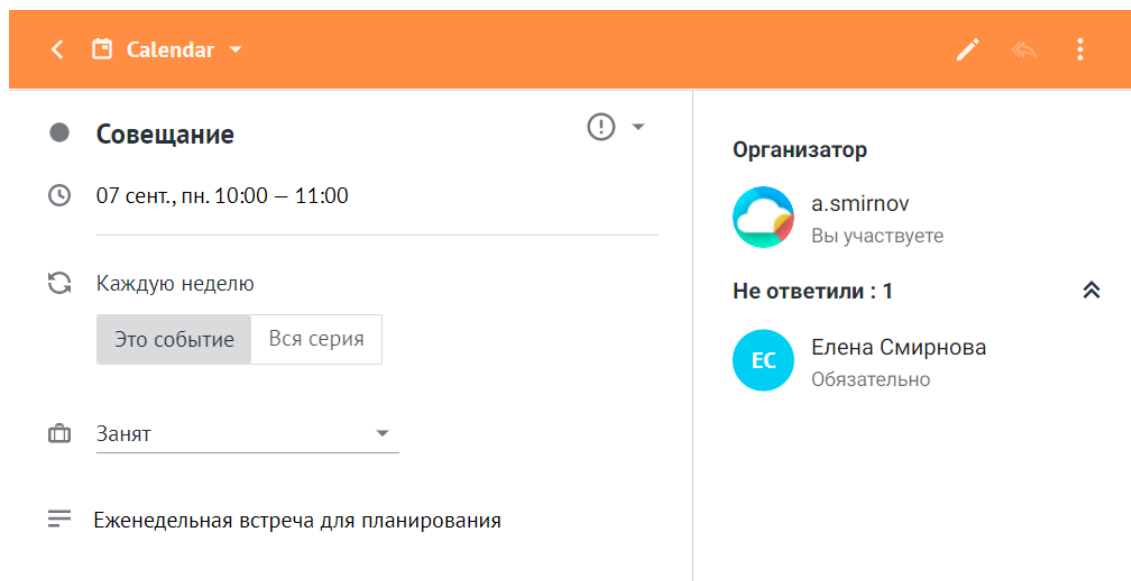 Calendar
Совещание
07 сент., пн. 10:00 – 11:00
Каждую неделю
Это событие Вся серия
Занят
Еженедельная встреча для планирования
Организатор
a.smirnov
Вы участвуете
Не ответили : 1
ЕС
Елена Смирнова
Обязательно